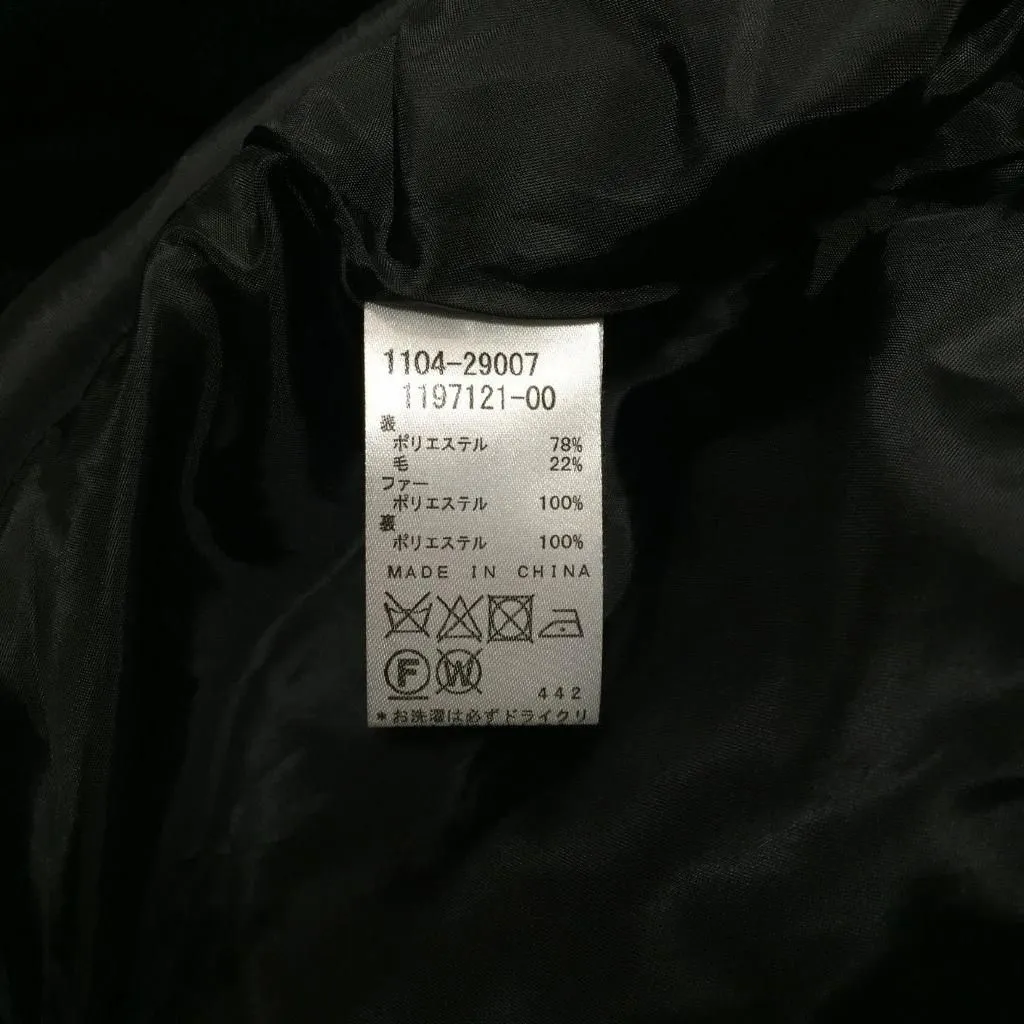 1104-29007
1197121-00
表
ポリエステル 78%
毛 22%
ファー
ポリエステル 100%
裏
ポリエステル 100%
MADE IN CHINA
F W
442
*お洗濯は必ずドライクリ